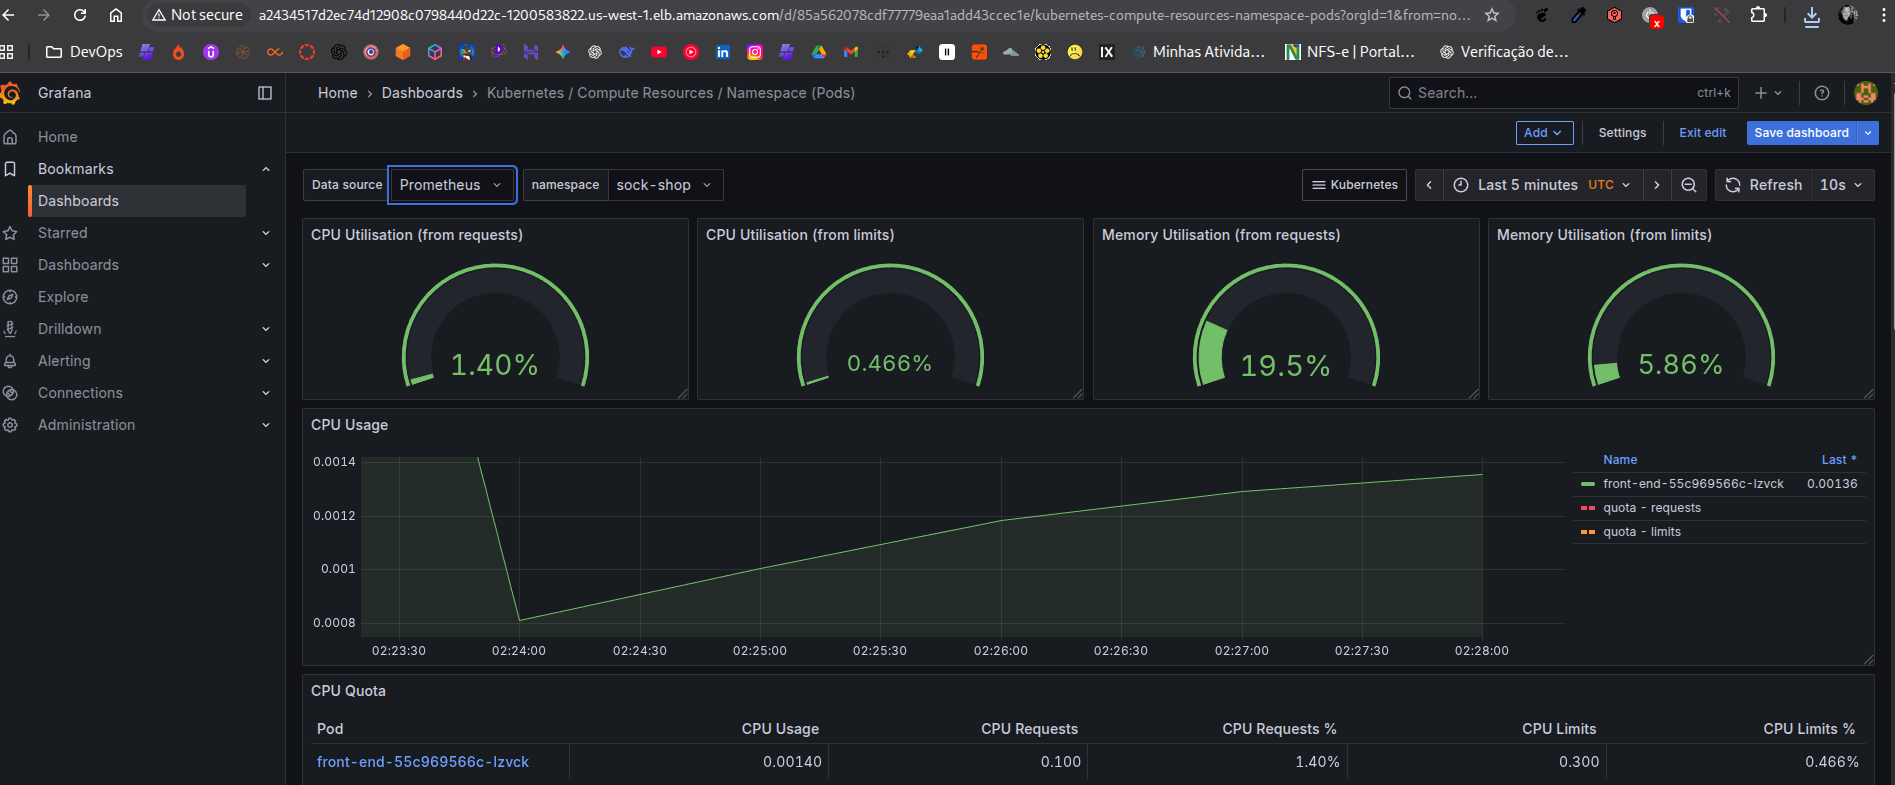 Not secure
a2434517d2ec74d12908c0798440d22c-1200583822.us-west-1.elb.amazonaws.com/d/85a562078cdf77779eaa1add43ccec1e/kubernetes-compute-resources-namespace-pods?orgId=1&from=no...
DevOps
Minhas Ativida...
NFS-e | Portal...
Verificação de...
Grafana
Home › Dashboards › Kubernetes / Compute Resources / Namespace (Pods)
Search...
ctrl+k
Home
Bookmarks
Dashboards
Starred
Dashboards
Explore
Drilldown
Alerting
Connections
Administration
Add
Settings
Exit edit
Save dashboard
Data source
Prometheus
namespace
sock-shop
Kubernetes
Last 5 minutes UTC
Refresh
10s
CPU Utilisation (from requests)
1.40%
CPU Utilisation (from limits)
0.466%
Memory Utilisation (from requests)
19.5%
Memory Utilisation (from limits)
5.86%
CPU Usage
0.0014
0.0012
0.001
0.0008
02:23:30 02:24:00 02:24:30 02:25:00 02:25:30 02:26:00 02:26:30 02:27:00 02:27:30 02:28:00
Name Last *
front-end-55c969566c-lzvck 0.00136
quota - requests
quota - limits
CPU Quota
Pod CPU Usage CPU Requests CPU Requests % CPU Limits CPU Limits %
front-end-55c969566c-lzvck 0.00140 0.100 1.40% 0.300 0.466%